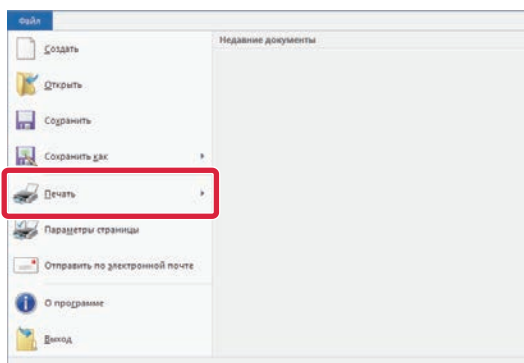 Файл
Недавние документы
Создать
Открыть
Сохранить
Сохранить как
Печать
Параметры страницы
Отправить по электронной почте
О программе
Выход